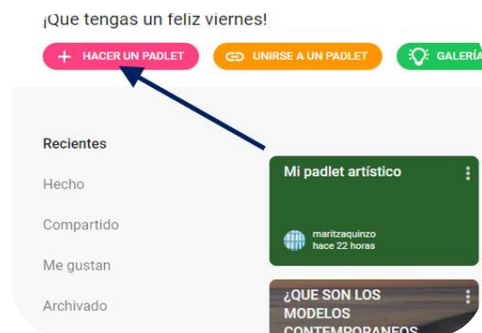 ¡Que tengas un feliz viernes!
HACER UN PADLET
UNIRSE A UN PADLET
GALERÍA
Recientes
Hecho
Compartido
Me gustan
Archivado
Mi padlet artístico
maritzaquinzo
hace 22 horas
¿QUE SON LOS
MODELOS
CONTEMPORANEOS